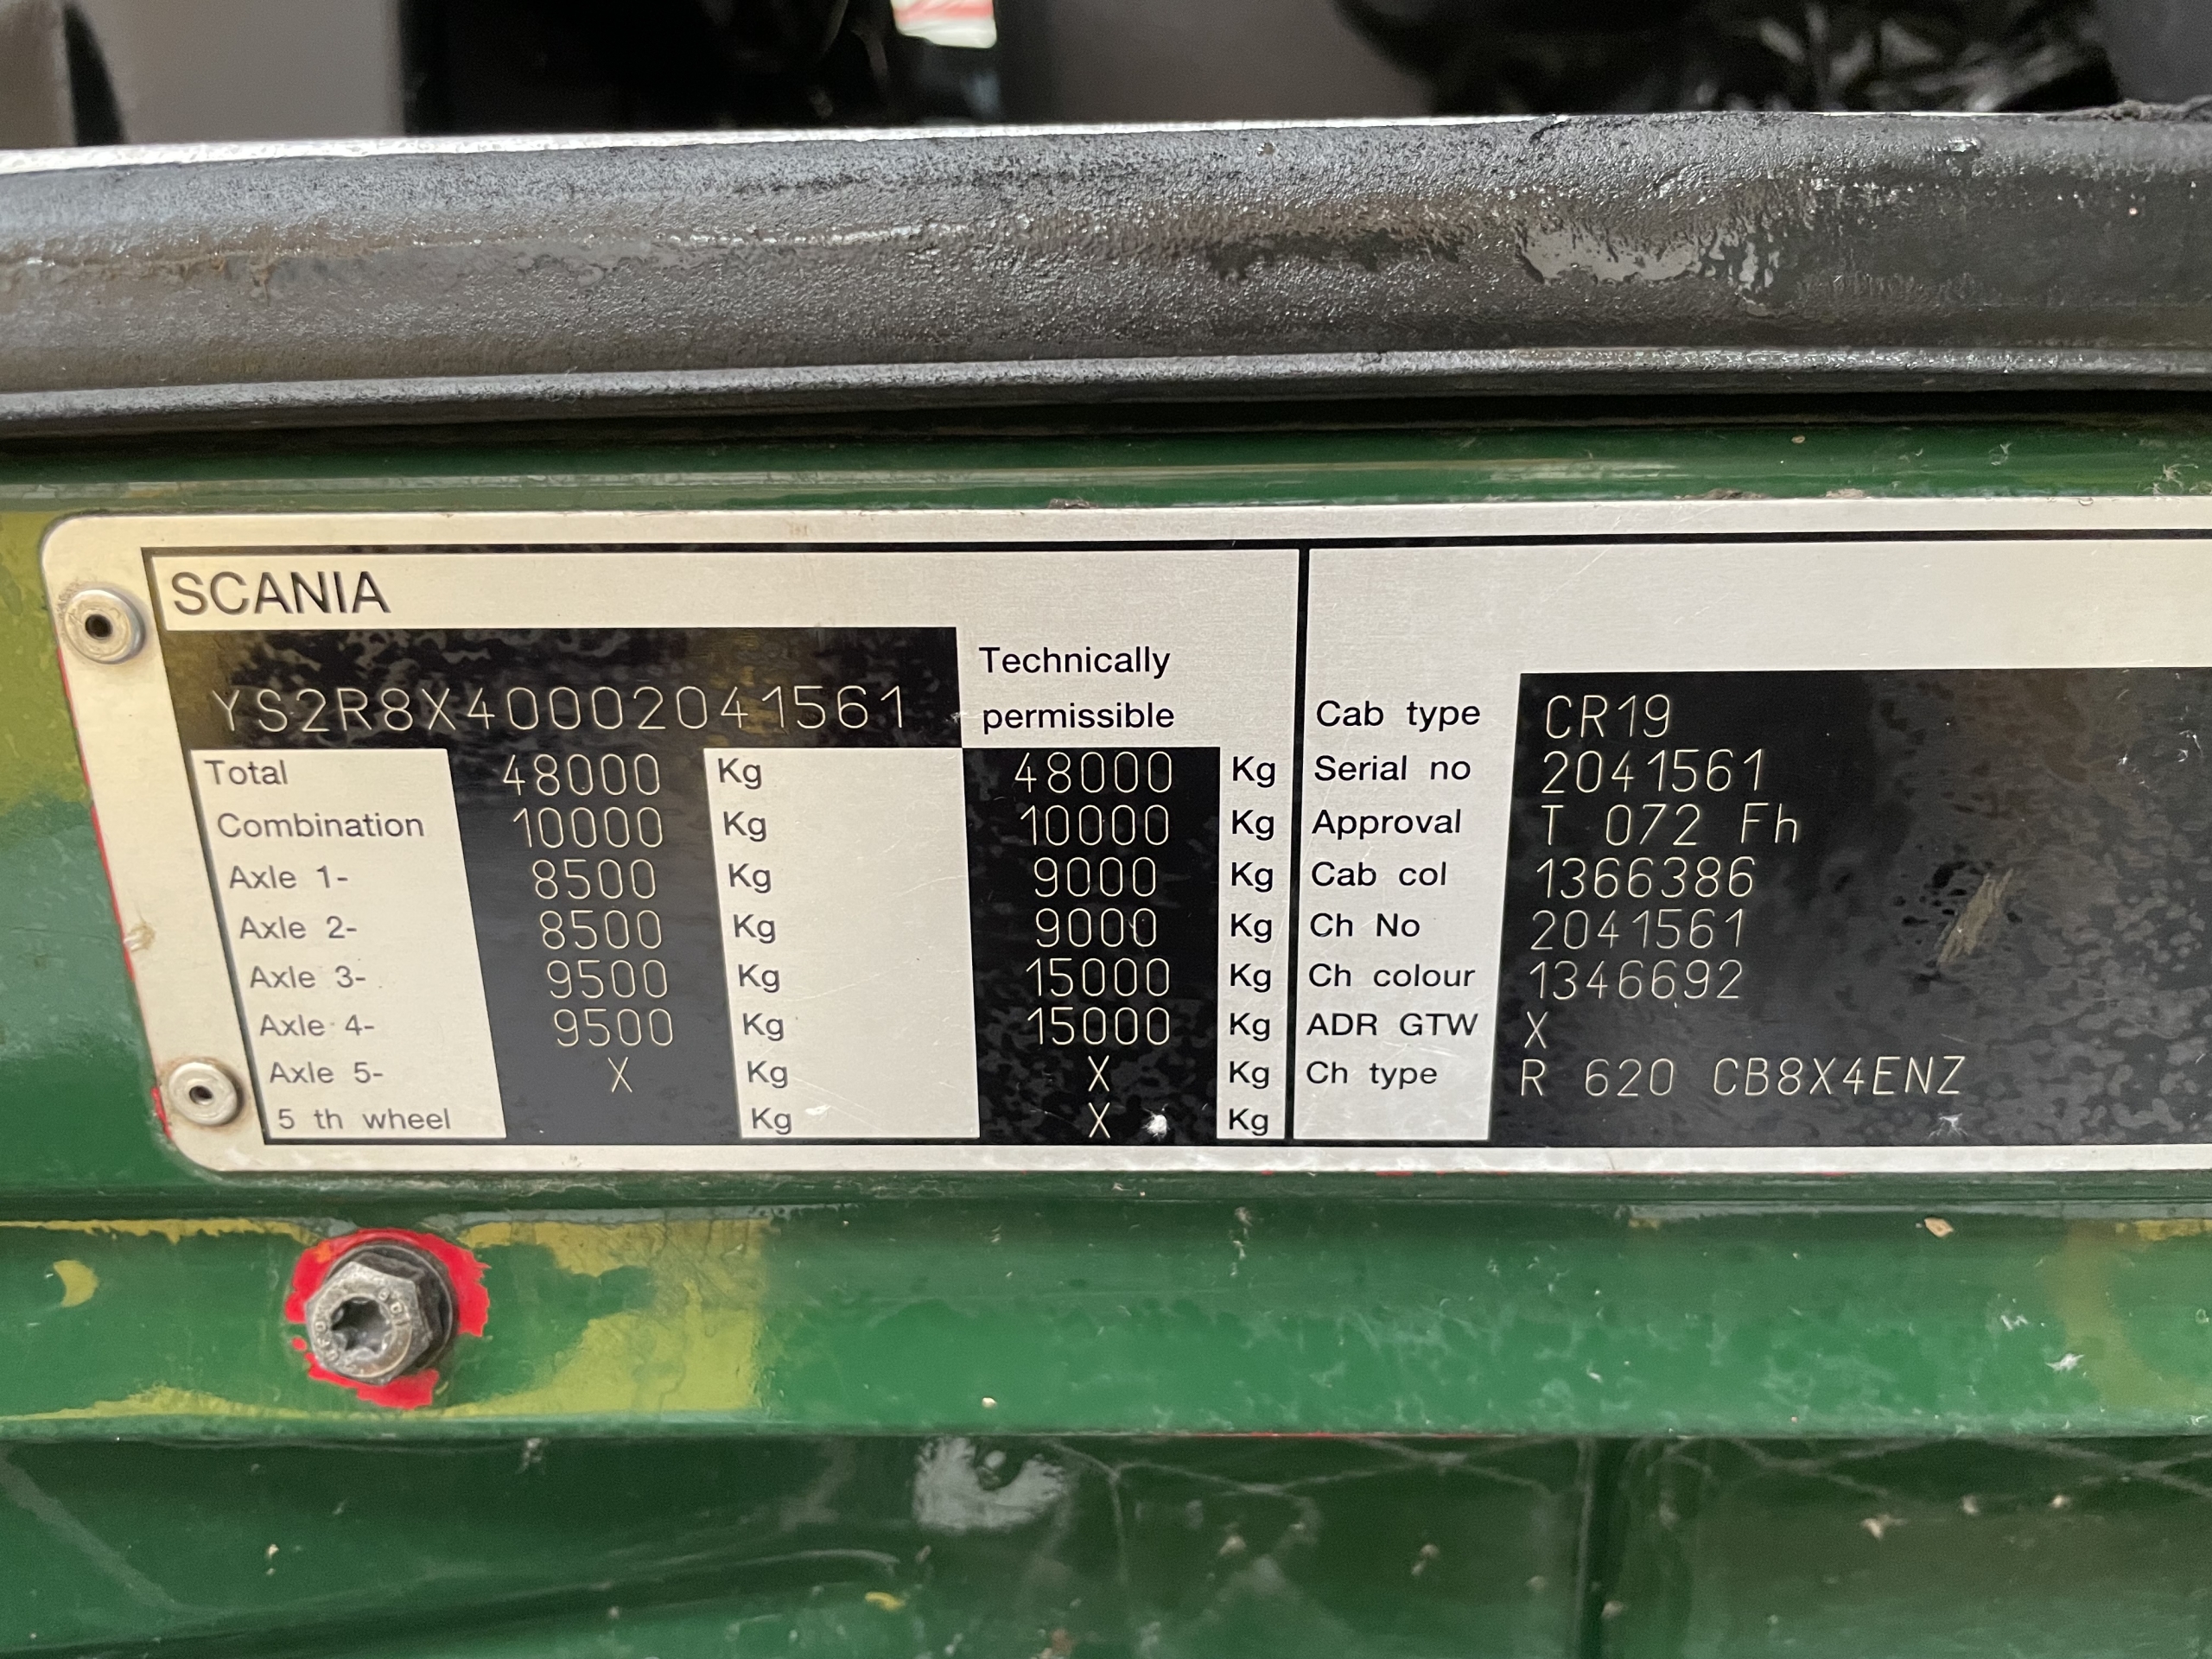 SCANIA
YS2R8X40002041561
Technically
permissible
Total 48000 Kg 48000 Kg
Combination 10000 Kg 10000 Kg
Axle 1- 8500 Kg 9000 Kg
Axle 2- 8500 Kg 9000 Kg
Axle 3- 9500 Kg 15000 Kg
Axle 4- 9500 Kg 15000 Kg
Axle 5- X Kg X Kg
5 th wheel Kg X Kg
Cab type CR19
Serial no 2041561
Approval T 072 Fh
Cab col 1366386
Ch No 2041561
Ch colour 1346692
ADR GTW X
Ch type R 620 CB8X4ENZ